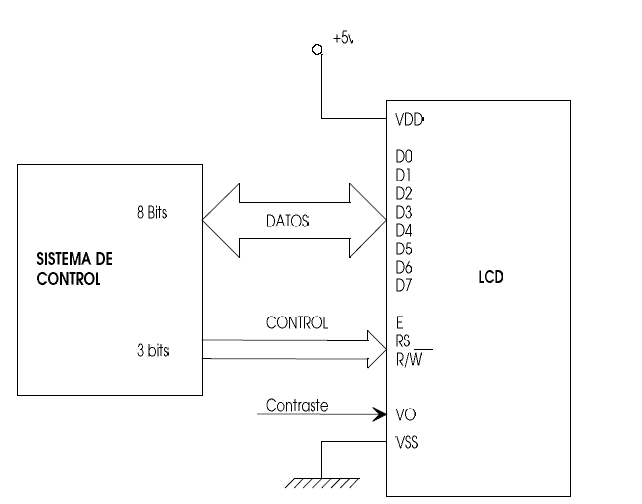 +5v
VDD
D0
D1
D2
D3
D4
D5
D6
D7
8 Bits
DATOS
SISTEMA DE
CONTROL
LCD
CONTROL
E
RS
R/W̅
3 bits
Contraste
VO
VSS